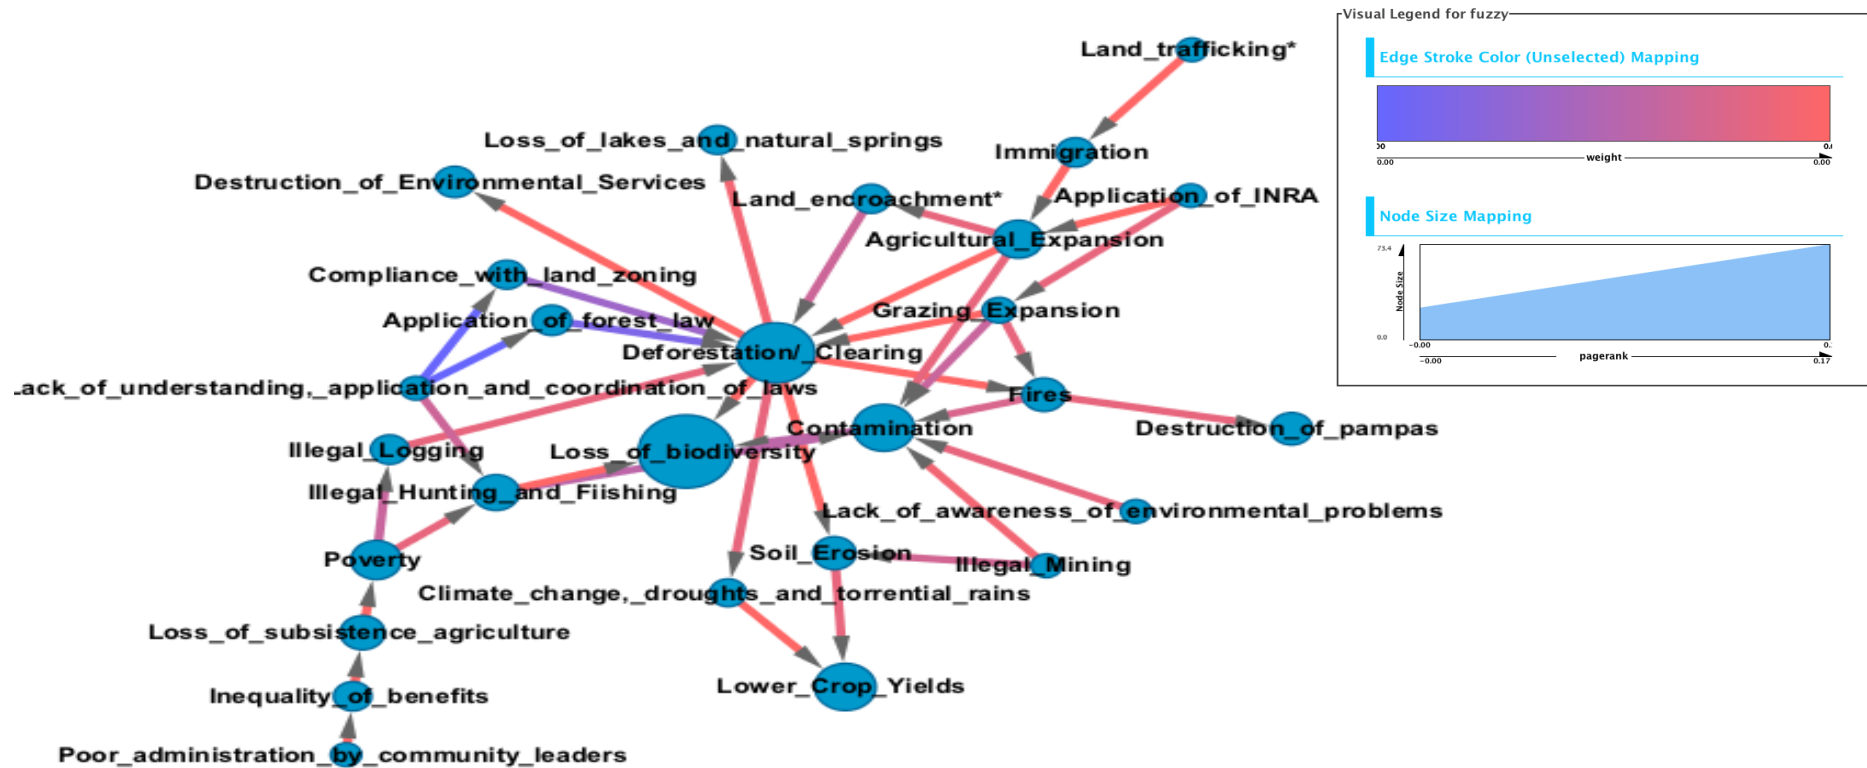 Visual Legend for fuzzy
Edge Stroke Color (Unselected) Mapping
0.00
weight
0.00
Node Size Mapping
73.4
Node Size
0.0
−0.00
−0.00
pagerank
0.17
Land_trafficking*
Loss_of_lakes_and_natural_springs
Immigration
Destruction_of_Environmental_Services
Land_encroachment*
Application_of_INRA
Agricultural_Expansion
Compliance_with_land_zoning
Grazing_Expansion
Application_of_forest_law
Deforestation/_Clearing
Lack_of_understanding,_application_and_coordination_of_laws
Fires
Contamination
Destruction_of_pampas
Illegal_Logging
Loss_of_biodiversity
Illegal_Hunting_and_Fiishing
Lack_of_awareness_of_environmental_problems
Soil_Erosion
Poverty
Illegal_Mining
Climate_change,_droughts_and_torrential_rains
Loss_of_subsistence_agriculture
Lower_Crop_Yields
Inequality_of_benefits
Poor_administration_by_community_leaders